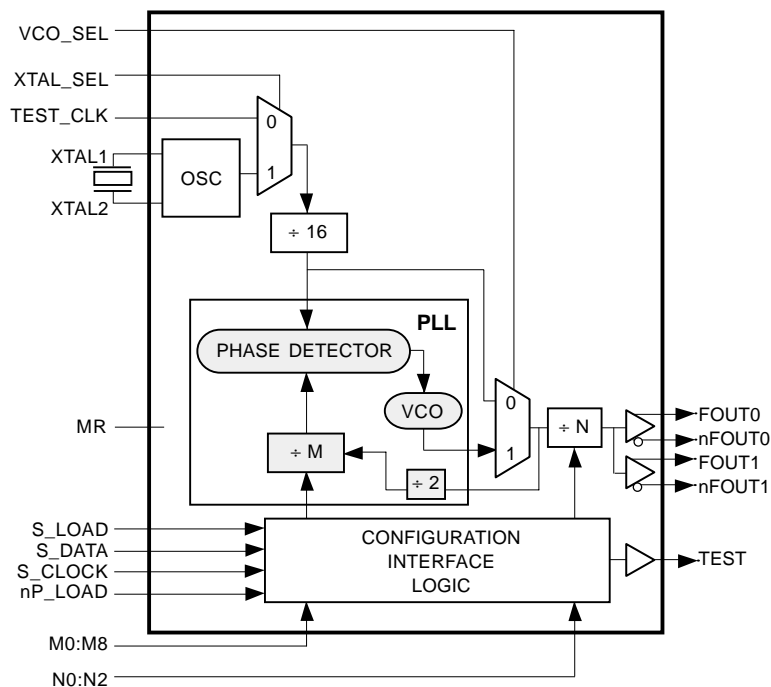 VCO_SEL
XTAL_SEL
TEST_CLK
0
XTAL1
OSC
1
XTAL2
÷ 16
PLL
PHASE DETECTOR
VCO
0
FOUT0
MR
÷ N
nFOUT0
÷ M
1
FOUT1
÷ 2
nFOUT1
S_LOAD
S_DATA
S_CLOCK
nP_LOAD
CONFIGURATION
INTERFACE
LOGIC
TEST
M0:M8
N0:N2